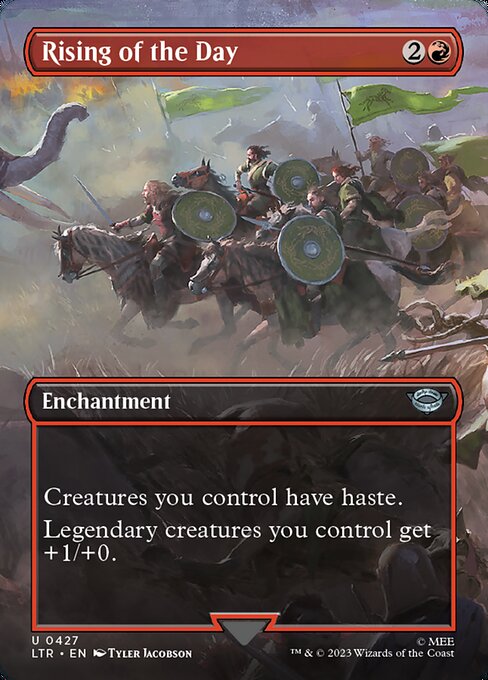 Rising of the Day 2
Enchantment
Creatures you control have haste.
Legendary creatures you control get
+1/+0.
U 0427
LTR • EN Tyler Jacobson
© MEE
™ & © 2023 Wizards of the Coast